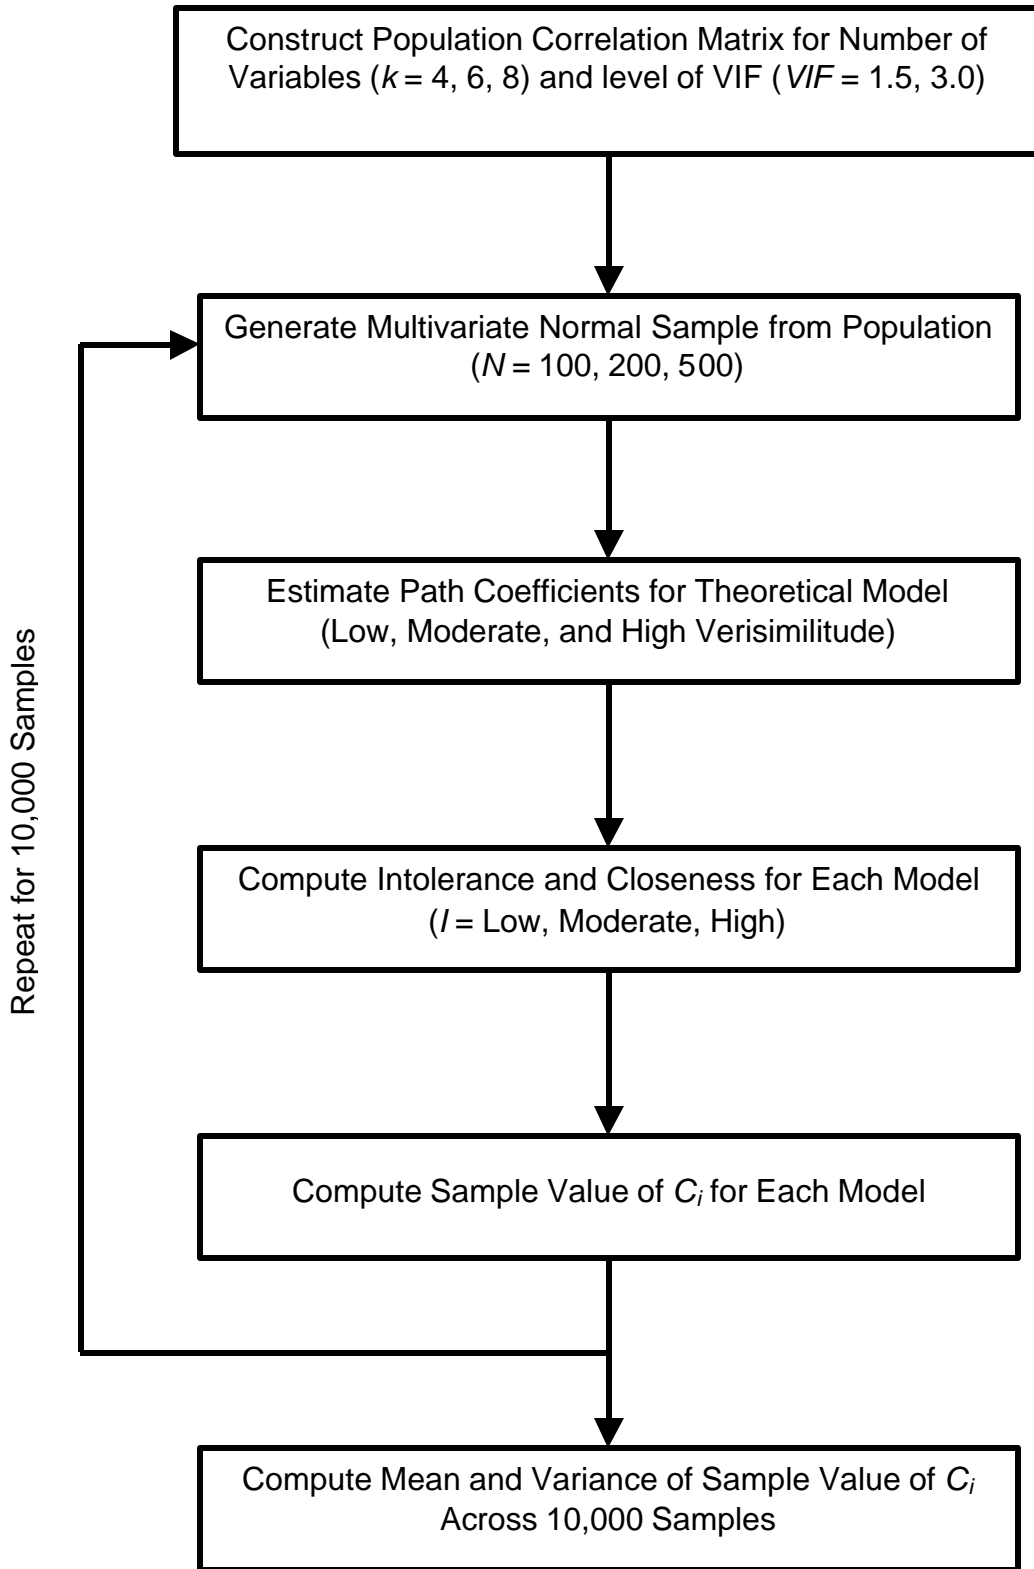 Construct Population Correlation Matrix for Number of
Variables (k = 4, 6, 8) and level of VIF (VIF = 1.5, 3.0)
Generate Multivariate Normal Sample from Population
(N = 100, 200, 500)
Estimate Path Coefficients for Theoretical Model
(Low, Moderate, and High Verisimilitude)
Repeat for 10,000 Samples
Compute Intolerance and Closeness for Each Model
(I = Low, Moderate, High)
Compute Sample Value of Ci for Each Model
Compute Mean and Variance of Sample Value of Ci
Across 10,000 Samples